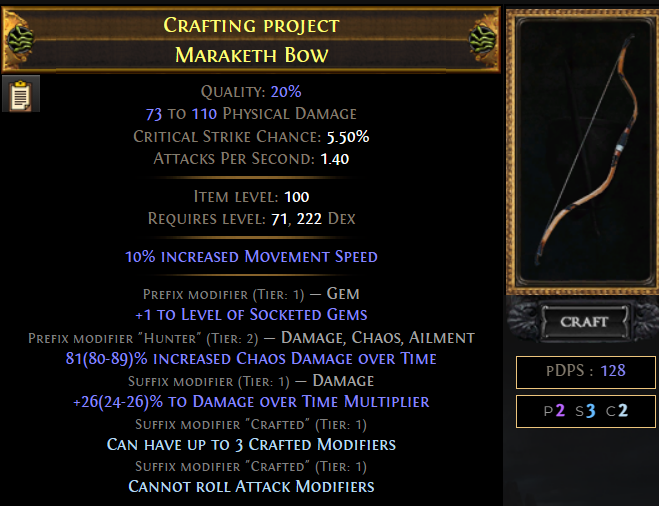 Crafting project
Maraketh Bow
Quality: 20%
73 to 110 Physical Damage
Critical Strike Chance: 5.50%
Attacks Per Second: 1.40
Item level: 100
Requires level: 71, 222 Dex
10% increased Movement Speed
Prefix modifier (Tier: 1) — Gem
+1 to Level of Socketed Gems
Prefix modifier "Hunter" (Tier: 2) — Damage, Chaos, Ailment
81(80-89)% increased Chaos Damage over Time
Suffix modifier (Tier: 1) — Damage
+26(24-26)% to Damage over Time Multiplier
Suffix modifier "Crafted" (Tier: 1)
Can have up to 3 Crafted Modifiers
Suffix modifier "Crafted" (Tier: 1)
Cannot roll Attack Modifiers
CRAFT
pDPS : 128
P2 S3 C2